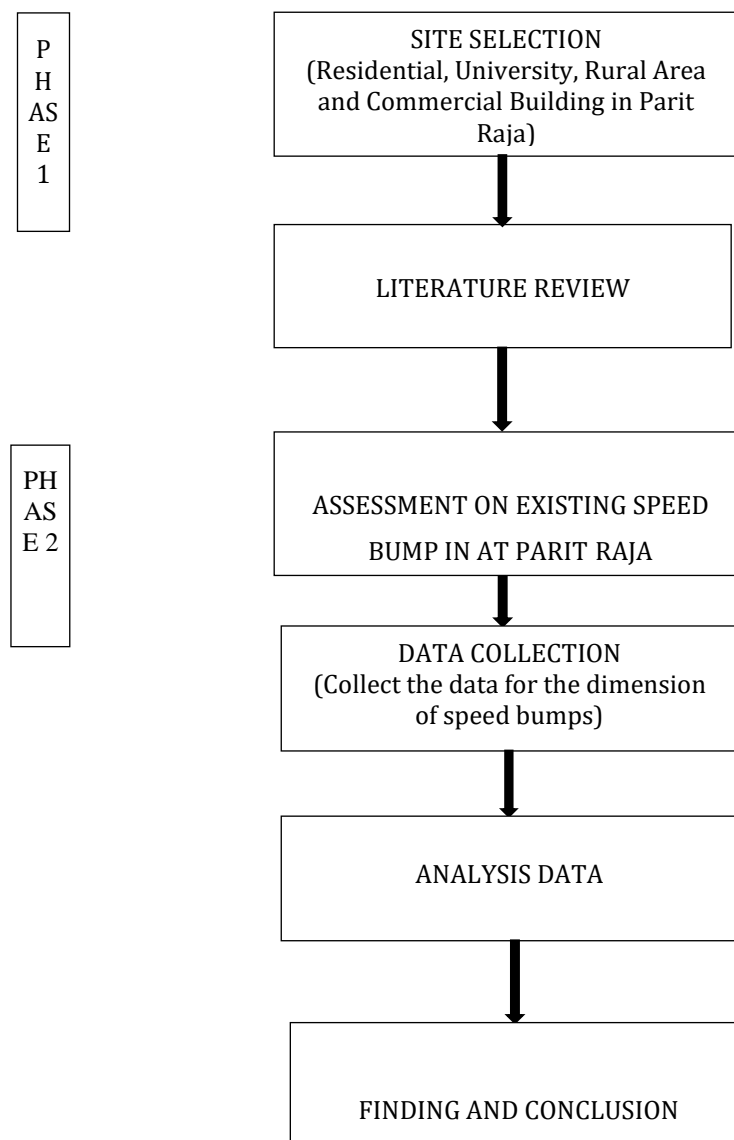 P
H
AS
E
1
SITE SELECTION
(Residential, University, Rural Area
and Commercial Building in Parit
Raja)
LITERATURE REVIEW
PH
AS
E 2
ASSESSMENT ON EXISTING SPEED
BUMP IN AT PARIT RAJA
DATA COLLECTION
(Collect the data for the dimension
of speed bumps)
ANALYSIS DATA
FINDING AND CONCLUSION